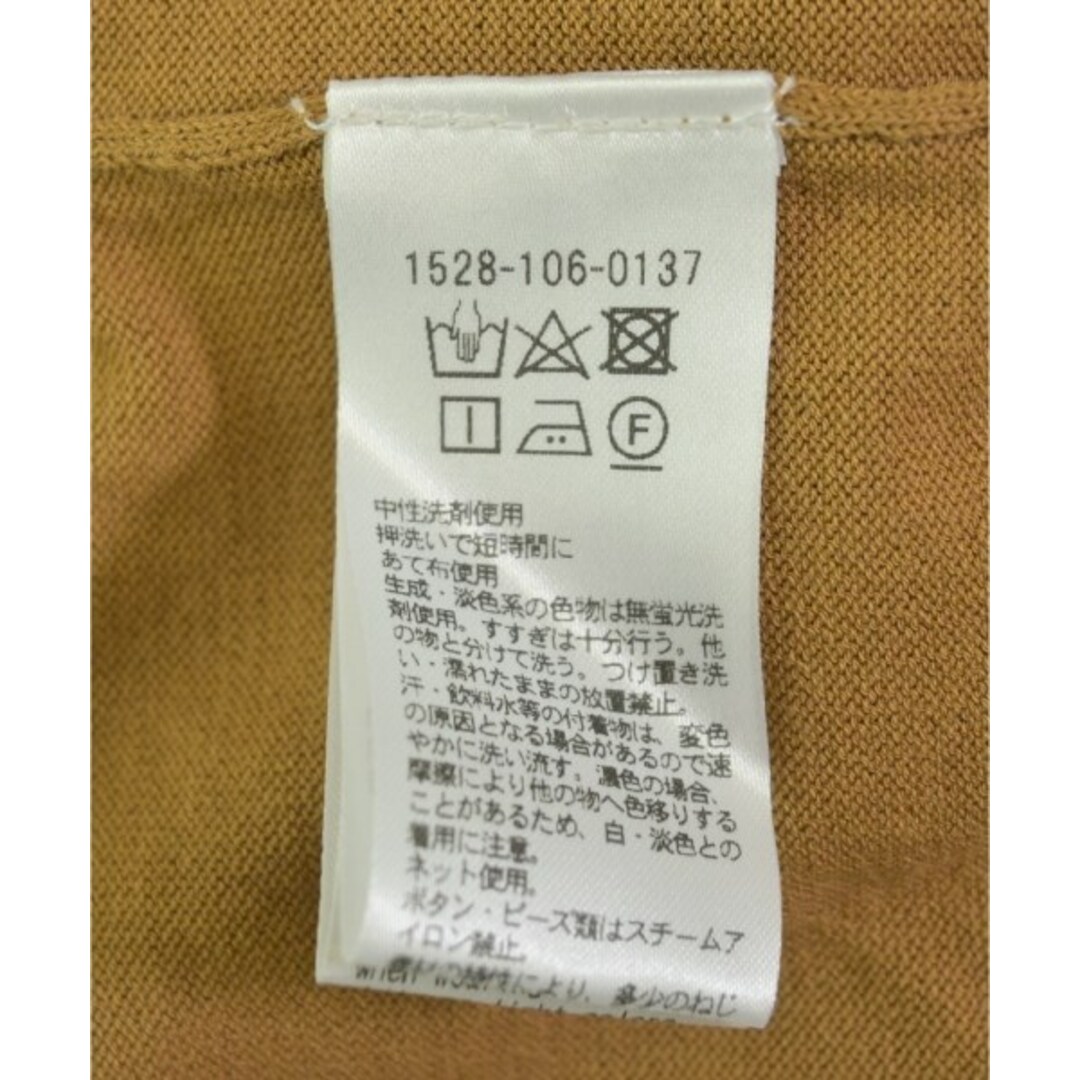 1528-106-0137
F
中性洗剤使用
押洗いで短時間に
あて布使用
生成・淡色系の色物は無蛍光洗
剤使用。すすぎは十分行う。他
の物と分けて洗う。つけ置き洗
い・濡れたままの放置禁止。
汗・飲料水等の付着物は、変色
の原因となる場合があるので速
やかに洗い流す。濃色の場合、
摩擦により他の物へ色移りする
ことがあるため、白・淡色との
着用に注意。
ネット使用。
ボタン・ビーズ類はスチームア
イロン禁止。
により、多少のねじ